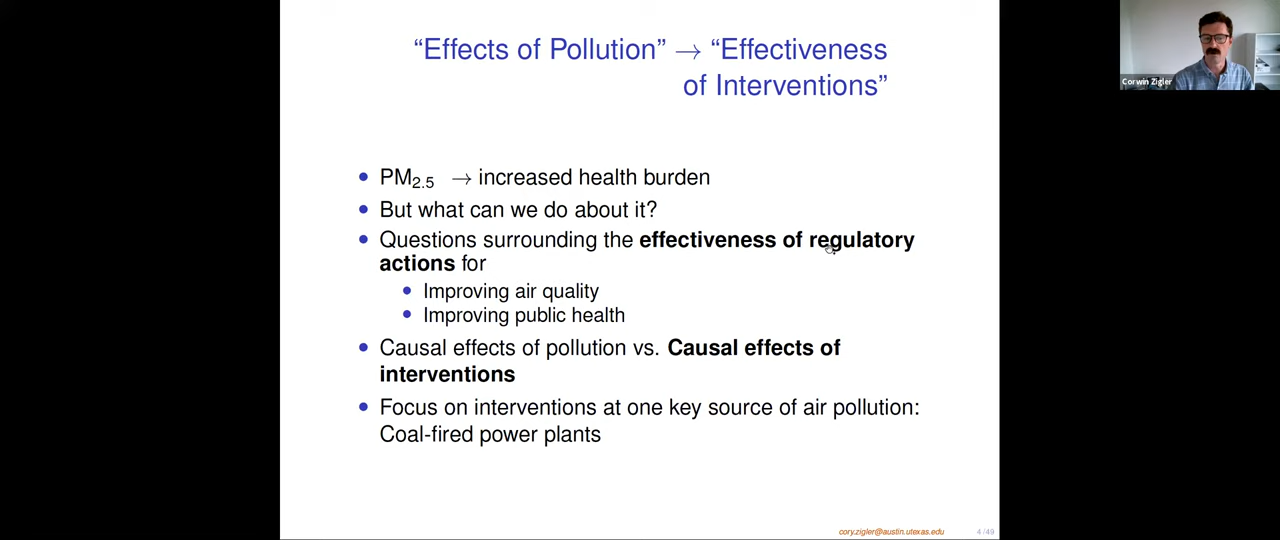 “Effects of Pollution” → “Effectiveness
of Interventions”
Corwin Zigler
• PM2.5 → increased health burden
• But what can we do about it?
• Questions surrounding the effectiveness of regulatory
actions for
• Improving air quality
• Improving public health
• Causal effects of pollution vs. Causal effects of
interventions
• Focus on interventions at one key source of air pollution:
Coal-fired power plants
cory.zigler@austin.utexas.edu
4 / 49